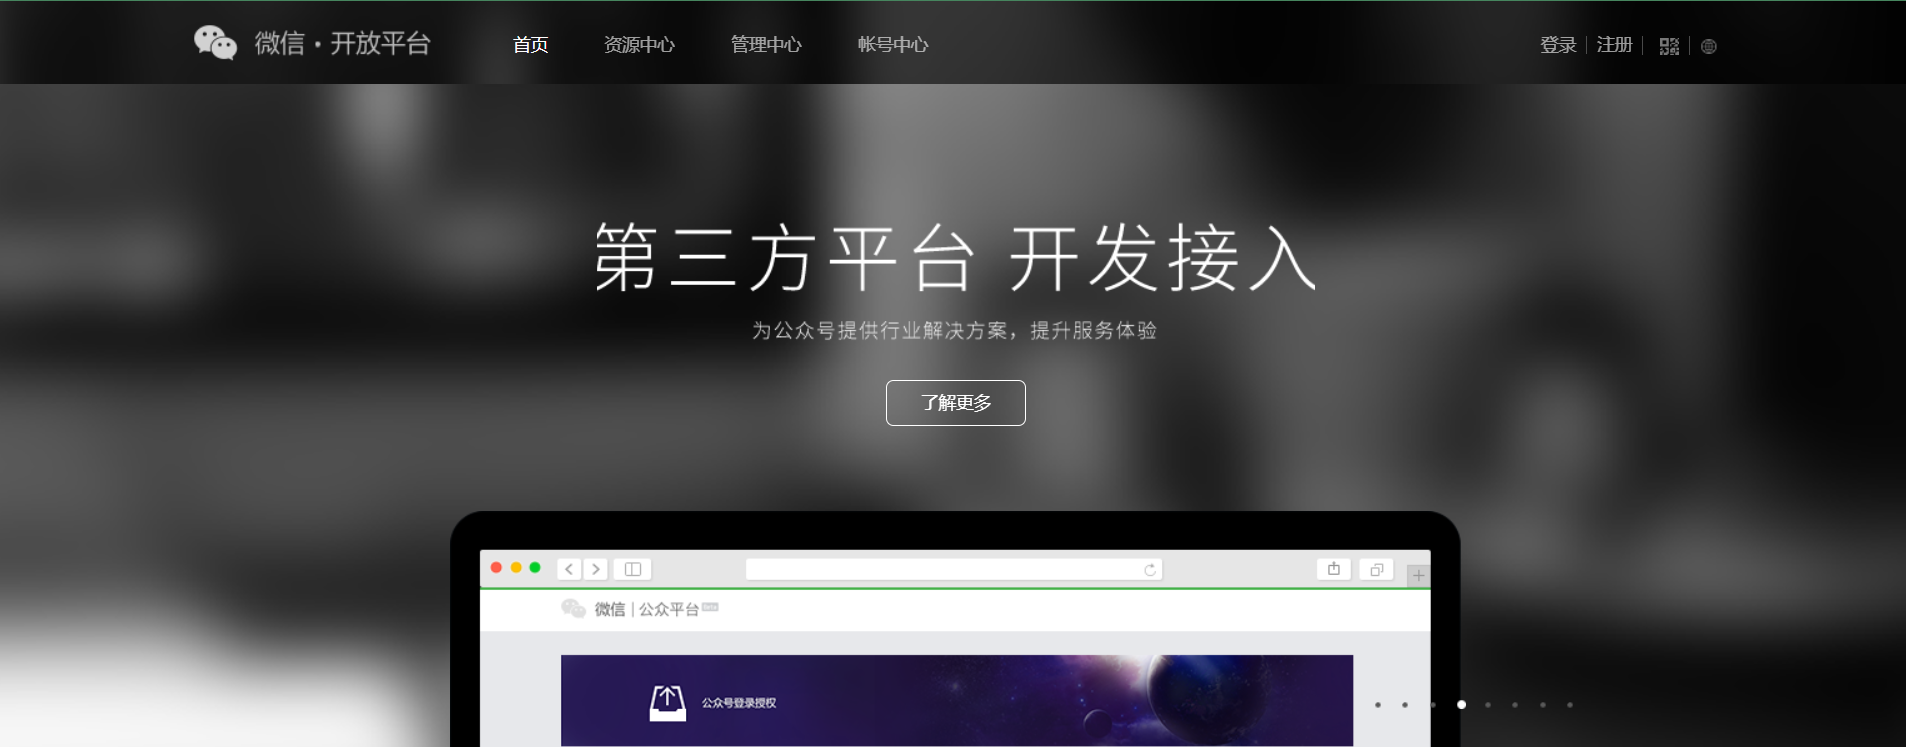 微信·开放平台 首页 资源中心 管理中心 帐号中心 登录 注册
第三方平台 开发接入
为公众号提供行业解决方案，提升服务体验
了解更多
微信 | 公众平台
公众号登录授权